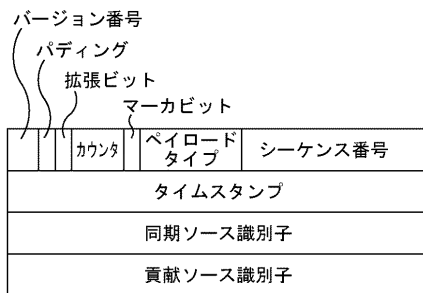 バージョン番号
パディング
拡張ビット
マーカビット
カウンタ
ペイロード
タイプ
シーケンス番号
タイムスタンプ
同期ソース識別子
貢献ソース識別子